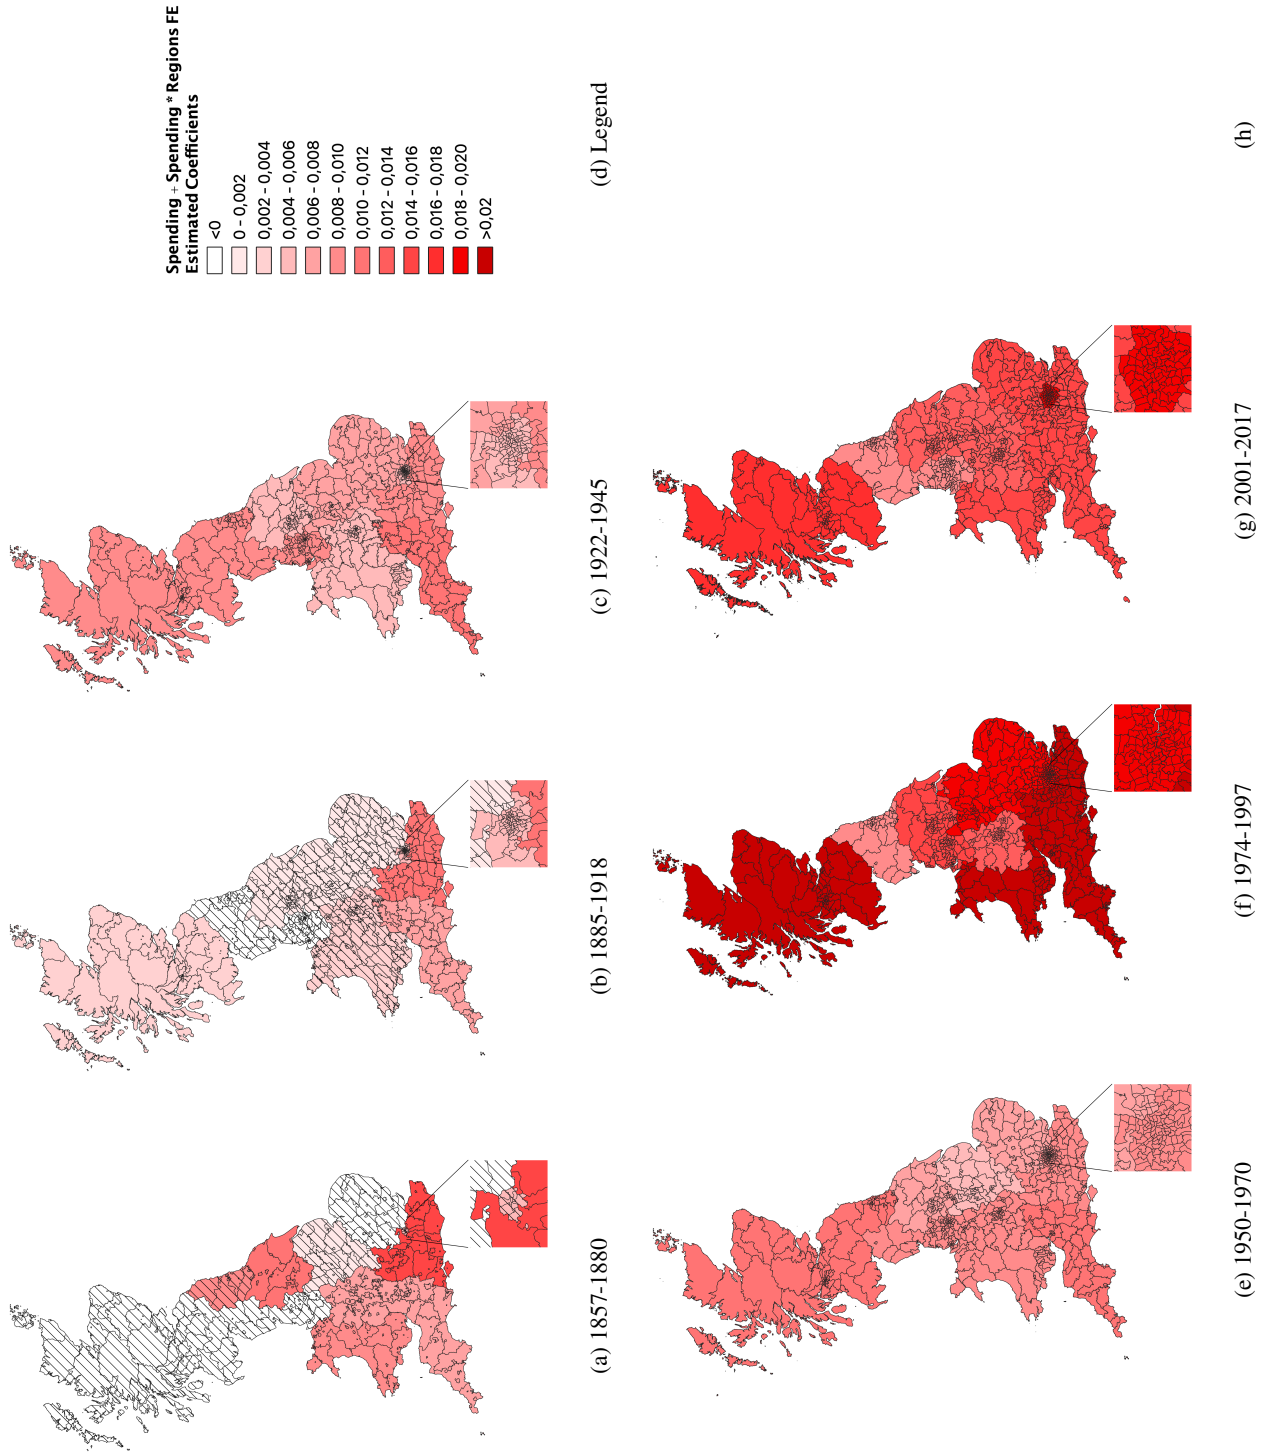 (a) 1857-1880
(b) 1885-1918
(c) 1922-1945
Spending + Spending * Regions FE
Estimated Coefficients
<0
0 - 0,002
0,002 - 0,004
0,004 - 0,006
0,006 - 0,008
0,008 - 0,010
0,010 - 0,012
0,012 - 0,014
0,014 - 0,016
0,016 - 0,018
0,018 - 0,020
>0,02
(d) Legend
(e) 1950-1970
(f) 1974-1997
(g) 2001-2017
(h)